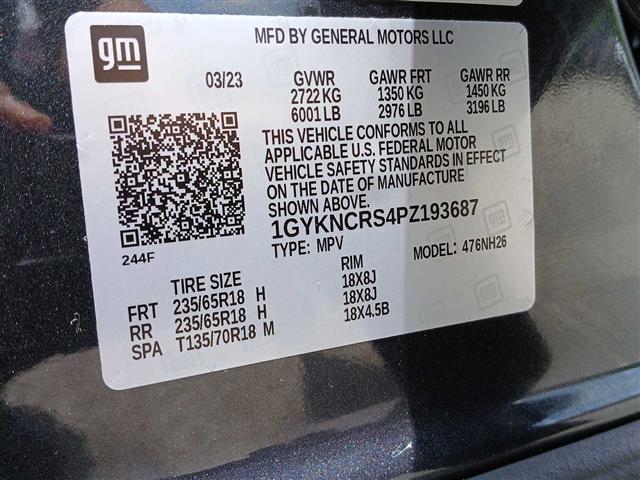 gm
MFD BY GENERAL MOTORS LLC
03/23 GVWR GAWR FRT GAWR RR
2722 KG 1350 KG 1450 KG
6001 LB 2976 LB 3196 LB
THIS VEHICLE CONFORMS TO ALL
APPLICABLE U.S. FEDERAL MOTOR
VEHICLE SAFETY STANDARDS IN EFFECT
ON THE DATE OF MANUFACTURE
SHOWN ABOVE.
1GYKNCRS4PZ193687
244F
TYPE: MPV MODEL: 476NH26
TIRE SIZE RIM
FRT 235/65R18 H 18X8J
RR 235/65R18 H 18X8J
SPA T135/70R18 M 18X4.5B